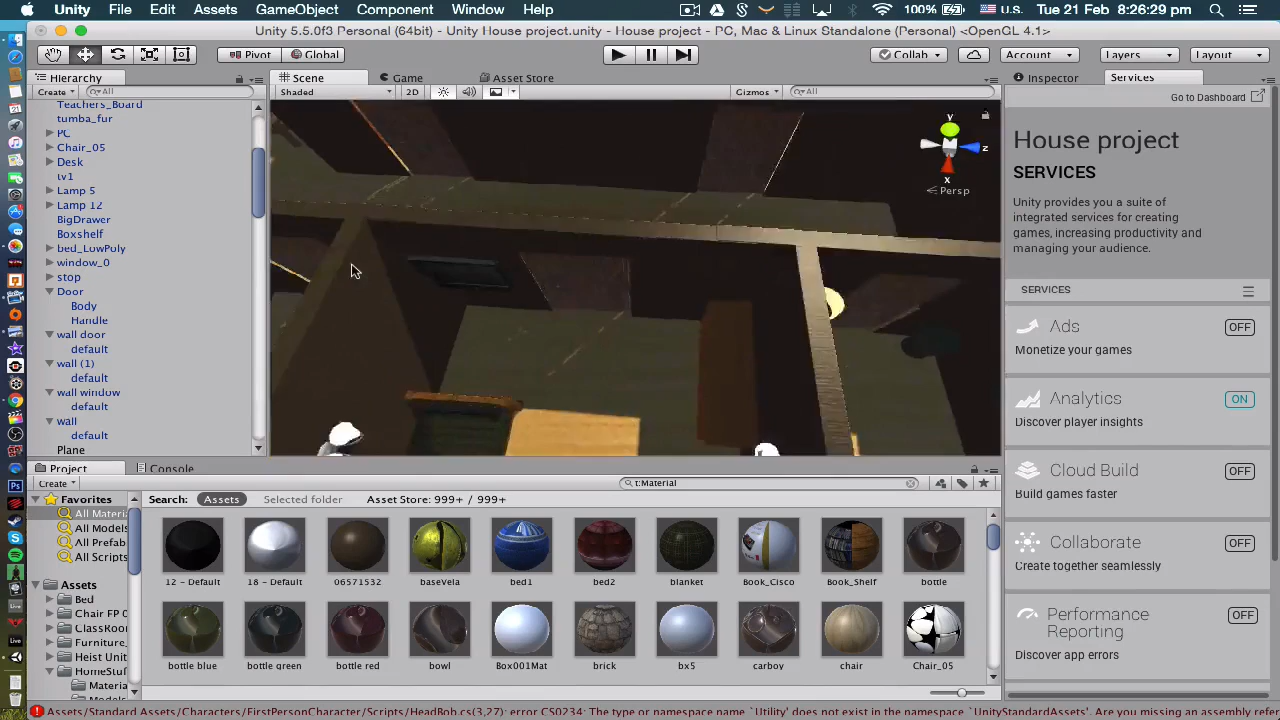 Unity File Edit Assets GameObject Component Window Help 100% U.S. Tue 21 Feb 8:26:29 pm
Unity 5.5.0f3 Personal (64bit) - Unity House project.unity - House project - PC, Mac & Linux Standalone (Personal) <OpenGL 4.1>
Pivot Global Collab Account Layers Layout
Hierarchy Scene Game Asset Store Inspector Services
Create All Shaded 2D Gizmos All Go to Dashboard
Teachers_Board
tumba_fur
PC
Chair_05
Desk
tv1
Lamp 5
Lamp 12
BigDrawer
Boxshelf
bed_LowPoly
window_0
stop
Door
Body
Handle
wall door
default
wall (1)
default
wall window
default
wall
default
Plane
y
z
x
Persp
House project
SERVICES
Unity provides you a suite of
integrated services for creating
games, increasing productivity and
managing your audience.
SERVICES
Ads OFF
Monetize your games
Analytics ON
Discover player insights
Cloud Build OFF
Build games faster
Collaborate OFF
Create together seamlessly
Performance
Reporting OFF
Discover app errors
Project Console
Create t:Material
Favorites
All Materi
All Models
All Prefab
All Scripts
Assets
Bed
Chair FP 0
ClassRoo
Furniture_
Heist Unit
HomeStuf
Materia
Search: Assets Selected folder Asset Store: 999+ / 999+
12 - Default 18 - Default 06571532 baseVela bed1 bed2 blanket Book_Cisco Book_Shelf bottle
bottle blue bottle green bottle red bowl Box001Mat brick bx5 carboy chair Chair_05
Assets/Standard Assets/Characters/FirstPersonCharacter/Scripts/HeadBob.cs(3,27): error CS0234: The type or namespace name `Utility' does not exist in the namespace `UnityStandardAssets'. Are you missing an assembly refer